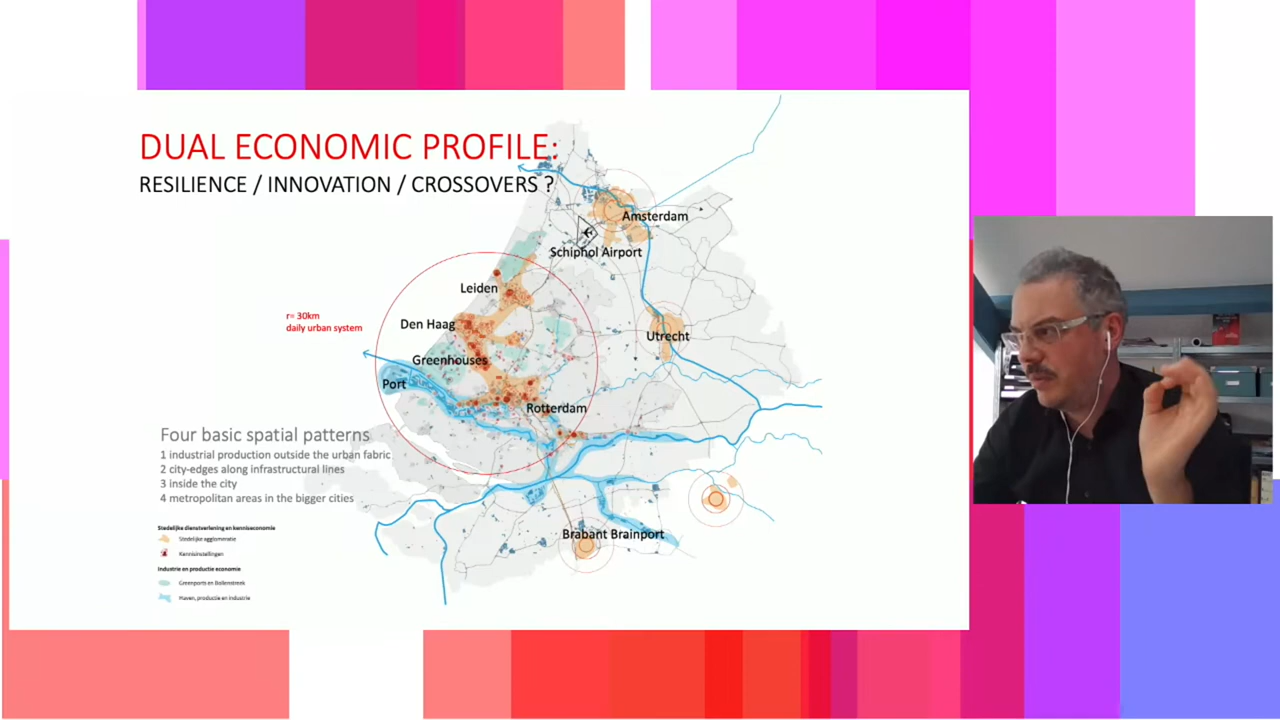 DUAL ECONOMIC PROFILE:
RESILIENCE / INNOVATION / CROSSOVERS ?
Amsterdam
Schiphol Airport
Leiden
r= 30km
daily urban system
Den Haag
Utrecht
Greenhouses
Port
Rotterdam
Four basic spatial patterns
1 industrial production outside the urban fabric
2 city-edges along infrastructural lines
3 inside the city
4 metropolitan areas in the bigger cities
Brabant Brainport
Stedelijke dienstverlening en kenniseconomie
Stedelijke agglomeratie
Kennisinstellingen
Industrie en productie economie
Greenports en Bollenstreek
Haven, productie en industrie